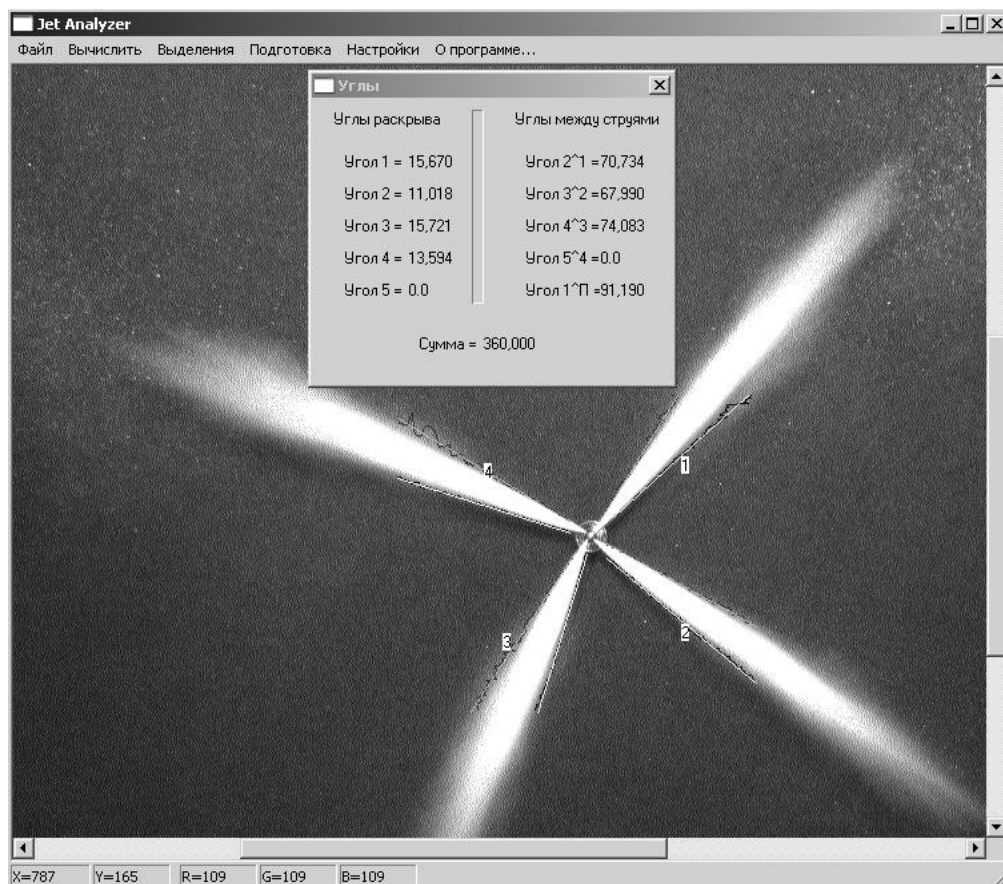 Jet Analyzer
Файл Вычислить Выделения Подготовка Настройки О программе...
Углы
Углы раскрыва Углы между струями
Угол 1 = 15,670 Угол 2^1 =70,734
Угол 2 = 11,018 Угол 3^2 =67,990
Угол 3 = 15,721 Угол 4^3 =74,083
Угол 4 = 13,594 Угол 5^4 =0.0
Угол 5 = 0.0 Угол 1^П =91,190
Сумма = 360,000
1
4
2
3
X=787 Y=165 R=109 G=109 B=109